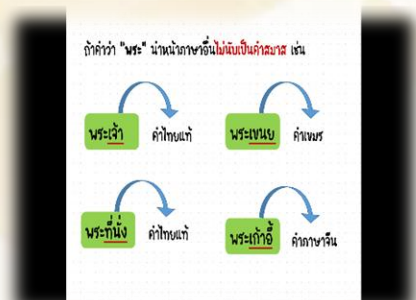 ถ้าคำว่า "พระ" นำหน้าภาษาอื่นไม่นับเป็นคำสมาส เช่น
พระเจ้า คำไทยแท้ พระเขนย คำเขมร
พระที่นั่ง คำไทยแท้ พระเก้าอี้ คำภาษาจีน